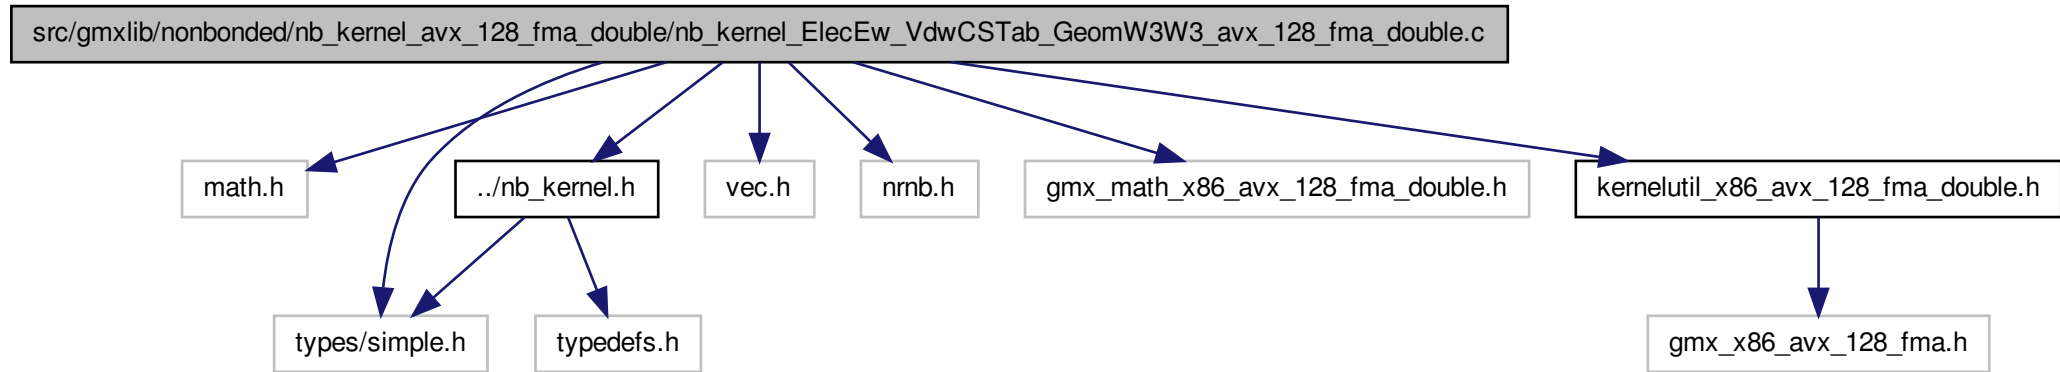 src/gmxlib/nonbonded/nb_kernel_avx_128_fma_double/nb_kernel_ElecEw_VdwCSTab_GeomW3W3_avx_128_fma_double.c
math.h
../nb_kernel.h
vec.h
nrnb.h
gmx_math_x86_avx_128_fma_double.h
kernelutil_x86_avx_128_fma_double.h
types/simple.h
typedefs.h
gmx_x86_avx_128_fma.h